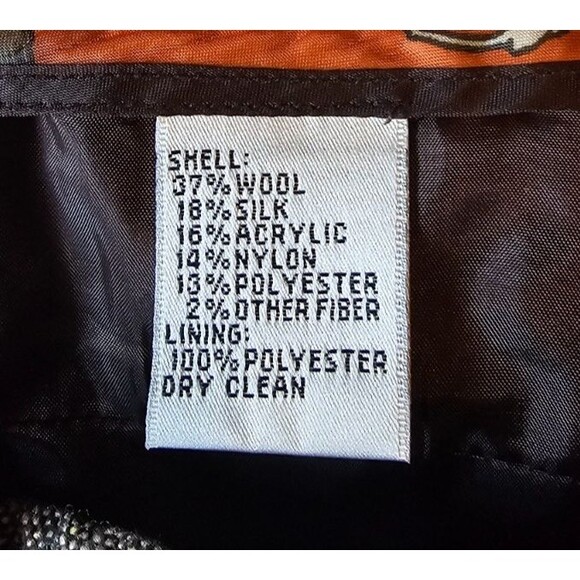 SHELL:
37% WOOL
18% SILK
16% ACRYLIC
14% NYLON
13% POLYESTER
2% OTHER FIBER
LINING:
100% POLYESTER
DRY CLEAN